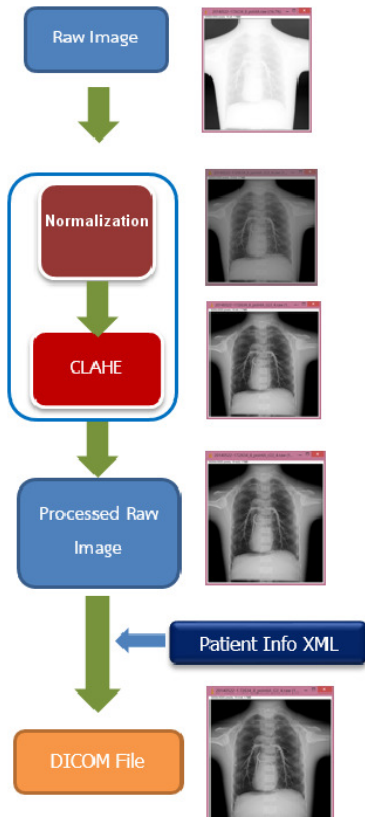 Raw Image
Normalization
CLAHE
Processed Raw
Image
Patient Info XML
DICOM File